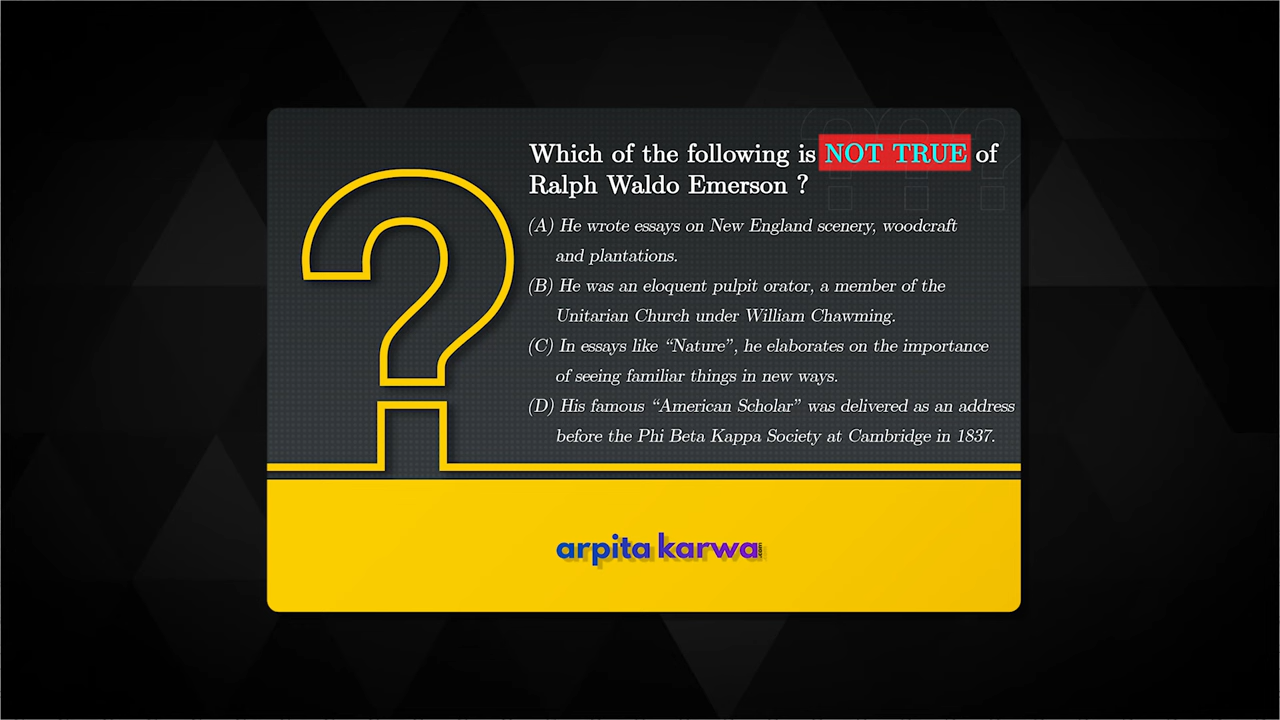 Which of the following is NOT TRUE of
Ralph Waldo Emerson ?
(A) He wrote essays on New England scenery, woodcraft
and plantations.
(B) He was an eloquent pulpit orator, a member of the
Unitarian Church under William Chawming.
(C) In essays like “Nature”, he elaborates on the importance
of seeing familiar things in new ways.
(D) His famous “American Scholar” was delivered as an address
before the Phi Beta Kappa Society at Cambridge in 1837.
arpita karwa